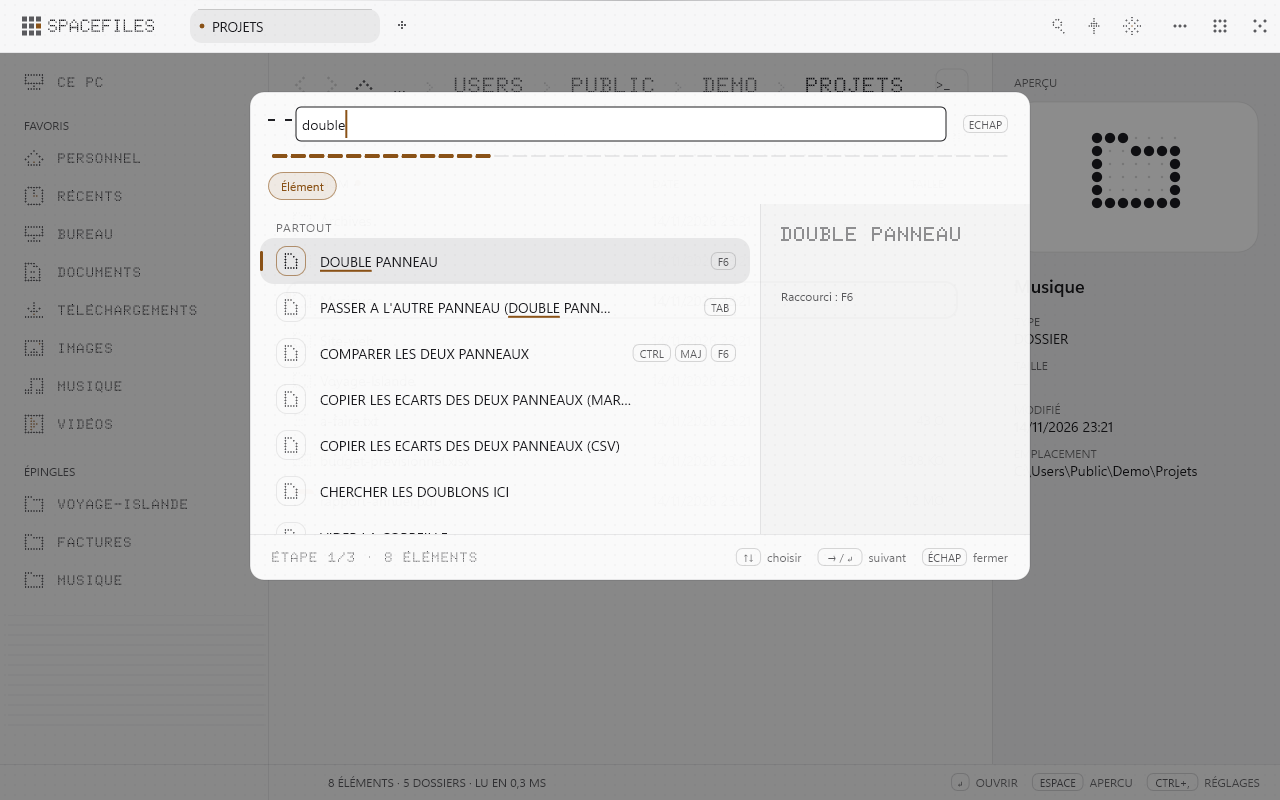 SPACEFILES
PROJETS
CE PC
FAVORIS
PERSONNEL
RÉCENTS
BUREAU
DOCUMENTS
TÉLÉCHARGEMENTS
IMAGES
MUSIQUE
VIDÉOS
ÉPINGLES
VOYAGE-ISLANDE
FACTURES
MUSIQUE
... USERS PUBLIC DEMO PROJETS >_
double
ECHAP
Élément
PARTOUT
DOUBLE PANNEAU F6
PASSER A L'AUTRE PANNEAU (DOUBLE PANN... TAB
COMPARER LES DEUX PANNEAUX CTRL MAJ F6
COPIER LES ECARTS DES DEUX PANNEAUX (MAR...
COPIER LES ECARTS DES DEUX PANNEAUX (CSV)
CHERCHER LES DOUBLONS ICI
DOUBLE PANNEAU
Raccourci : F6
ÉTAPE 1/3 · 8 ÉLÉMENTS
↑↓ choisir → / ↲ suivant ÉCHAP fermer
APERÇU
usique
PE
OSSIER
LLE
ODIFIÉ
/11/2026 23:21
PLACEMENT
\Users\Public\Demo\Projets
8 ÉLÉMENTS · 5 DOSSIERS · LU EN 0,3 MS
↲ OUVRIR ESPACE APERCU CTRL+, RÉGLAGES